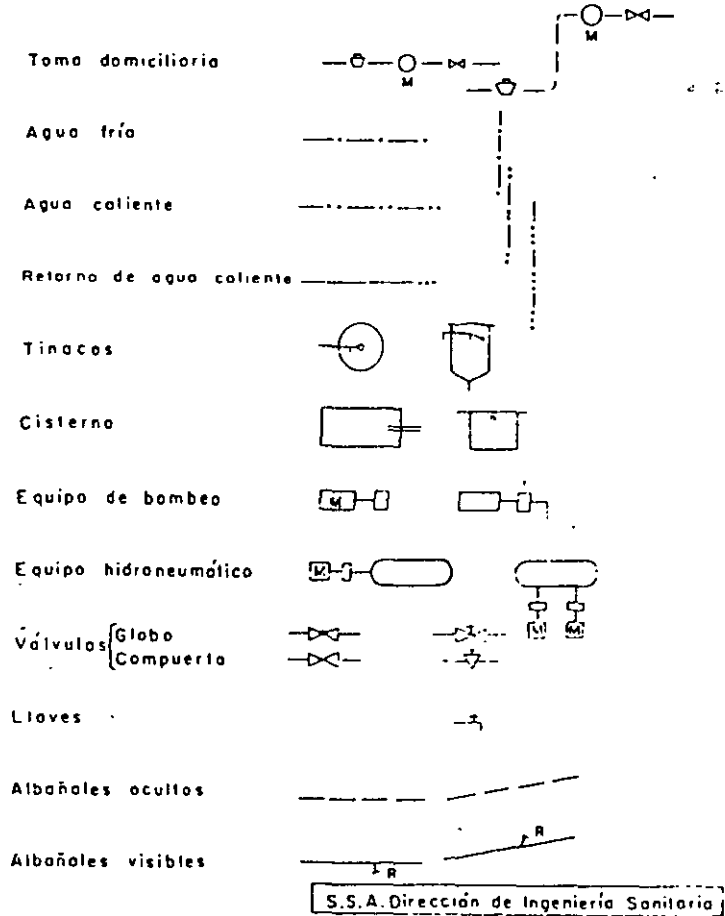 M
Toma domiciliaria
M
Agua fría
Agua caliente
Retorno de agua caliente
Tinacos
Cisterna
Equipo de bombeo
M
Equipo hidroneumático
M
Válvulas
Globo
M M
Compuerta
Llaves
Albañales ocultos
R
Albañales visibles
R
S.S.A. Dirección de Ingeniería Sanitaria